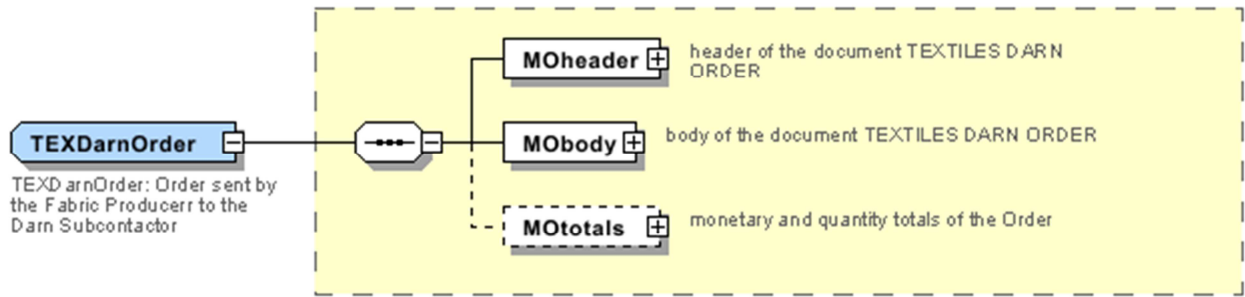 MOheader
header of the document TEXTILES DARN
ORDER
TEXDarnOrder
MObody
body of the document TEXTILES DARN ORDER
TEXDarnOrder: Order sent by
the Fabric Producerr to the
Darn Subcontactor
MOtotals
monetary and quantity totals of the Order